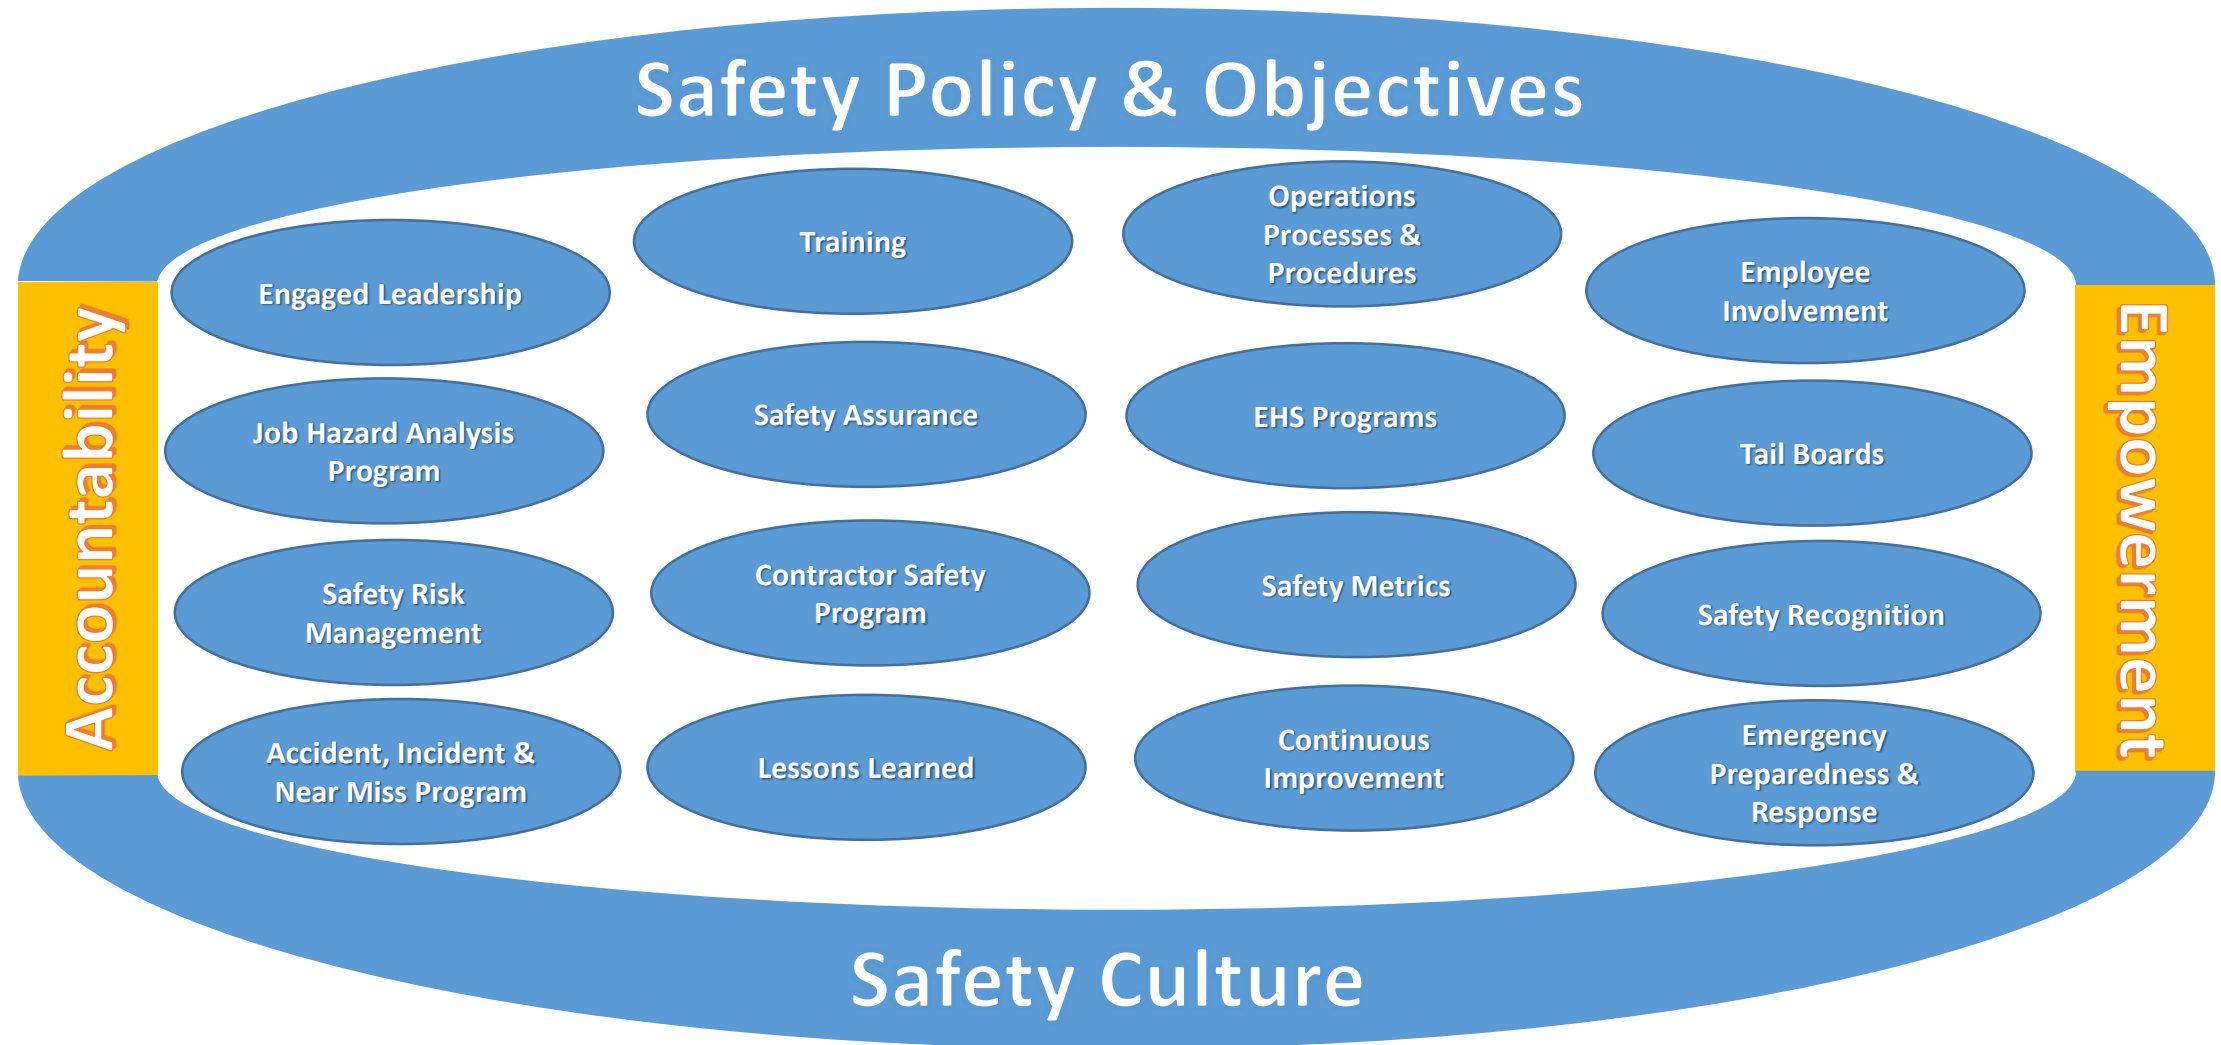 Safety Policy & Objectives
Accountability
Engaged Leadership
Training
Operations
Processes &
Procedures
Employee
Involvement
Job Hazard Analysis
Program
Safety Assurance
EHS Programs
Tail Boards
Safety Risk
Management
Contractor Safety
Program
Safety Metrics
Safety Recognition
Accident, Incident &
Near Miss Program
Lessons Learned
Continuous
Improvement
Emergency
Preparedness &
Response
Empowerment
Safety Culture